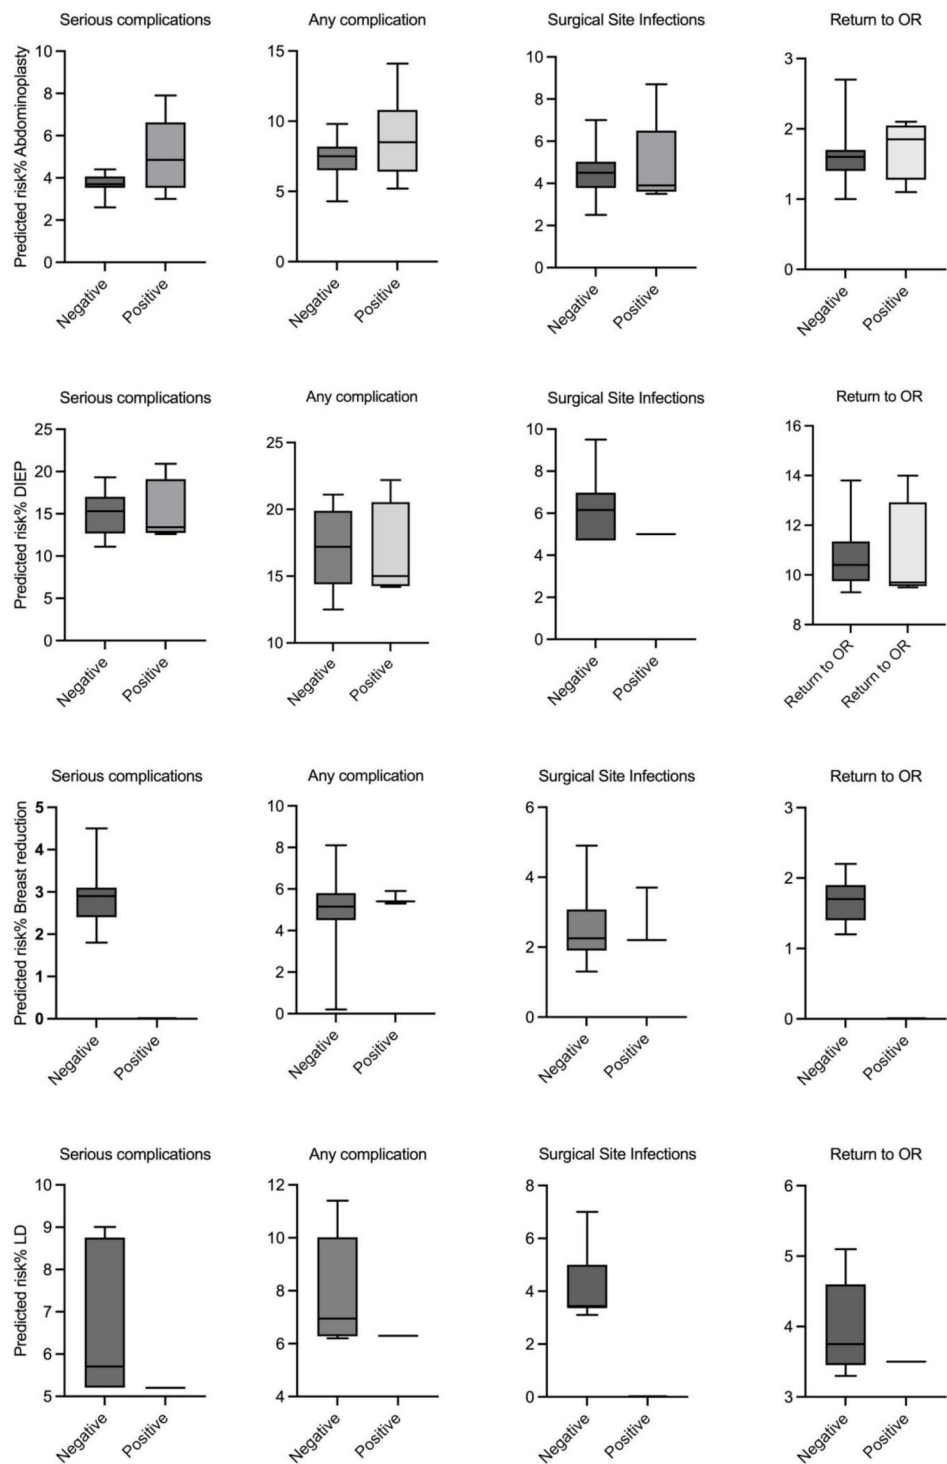 Serious complications
Any complication
Surgical Site Infections
Return to OR
Predicted risk% Abdominoplasty
10
8
6
4
2
0
Negative
Positive
15
10
5
0
Negative
Positive
10
8
6
4
2
0
Negative
Positive
3
2
1
0
Negative
Positive
Serious complications
Any complication
Surgical Site Infections
Return to OR
Predicted risk% DIEP
25
20
15
10
5
0
Negative
Positive
25
20
15
10
Negative
Positive
10
8
6
4
2
0
Negative
Positive
16
14
12
10
8
Return to OR
Return to OR
Serious complications
Any complication
Surgical Site Infections
Return to OR
Predicted risk% Breast reduction
5
4
3
2
1
0
Negative
Positive
10
8
6
4
2
0
Negative
Positive
6
4
2
0
Negative
Positive
3
2
1
0
Negative
Positive
Serious complications
Any complication
Surgical Site Infections
Return to OR
Predicted risk% LD
10
9
8
7
6
5
Negative
Positive
12
10
8
6
4
Negative
Positive
8
6
4
2
0
Negative
Positive
6
5
4
3
Negative
Positive